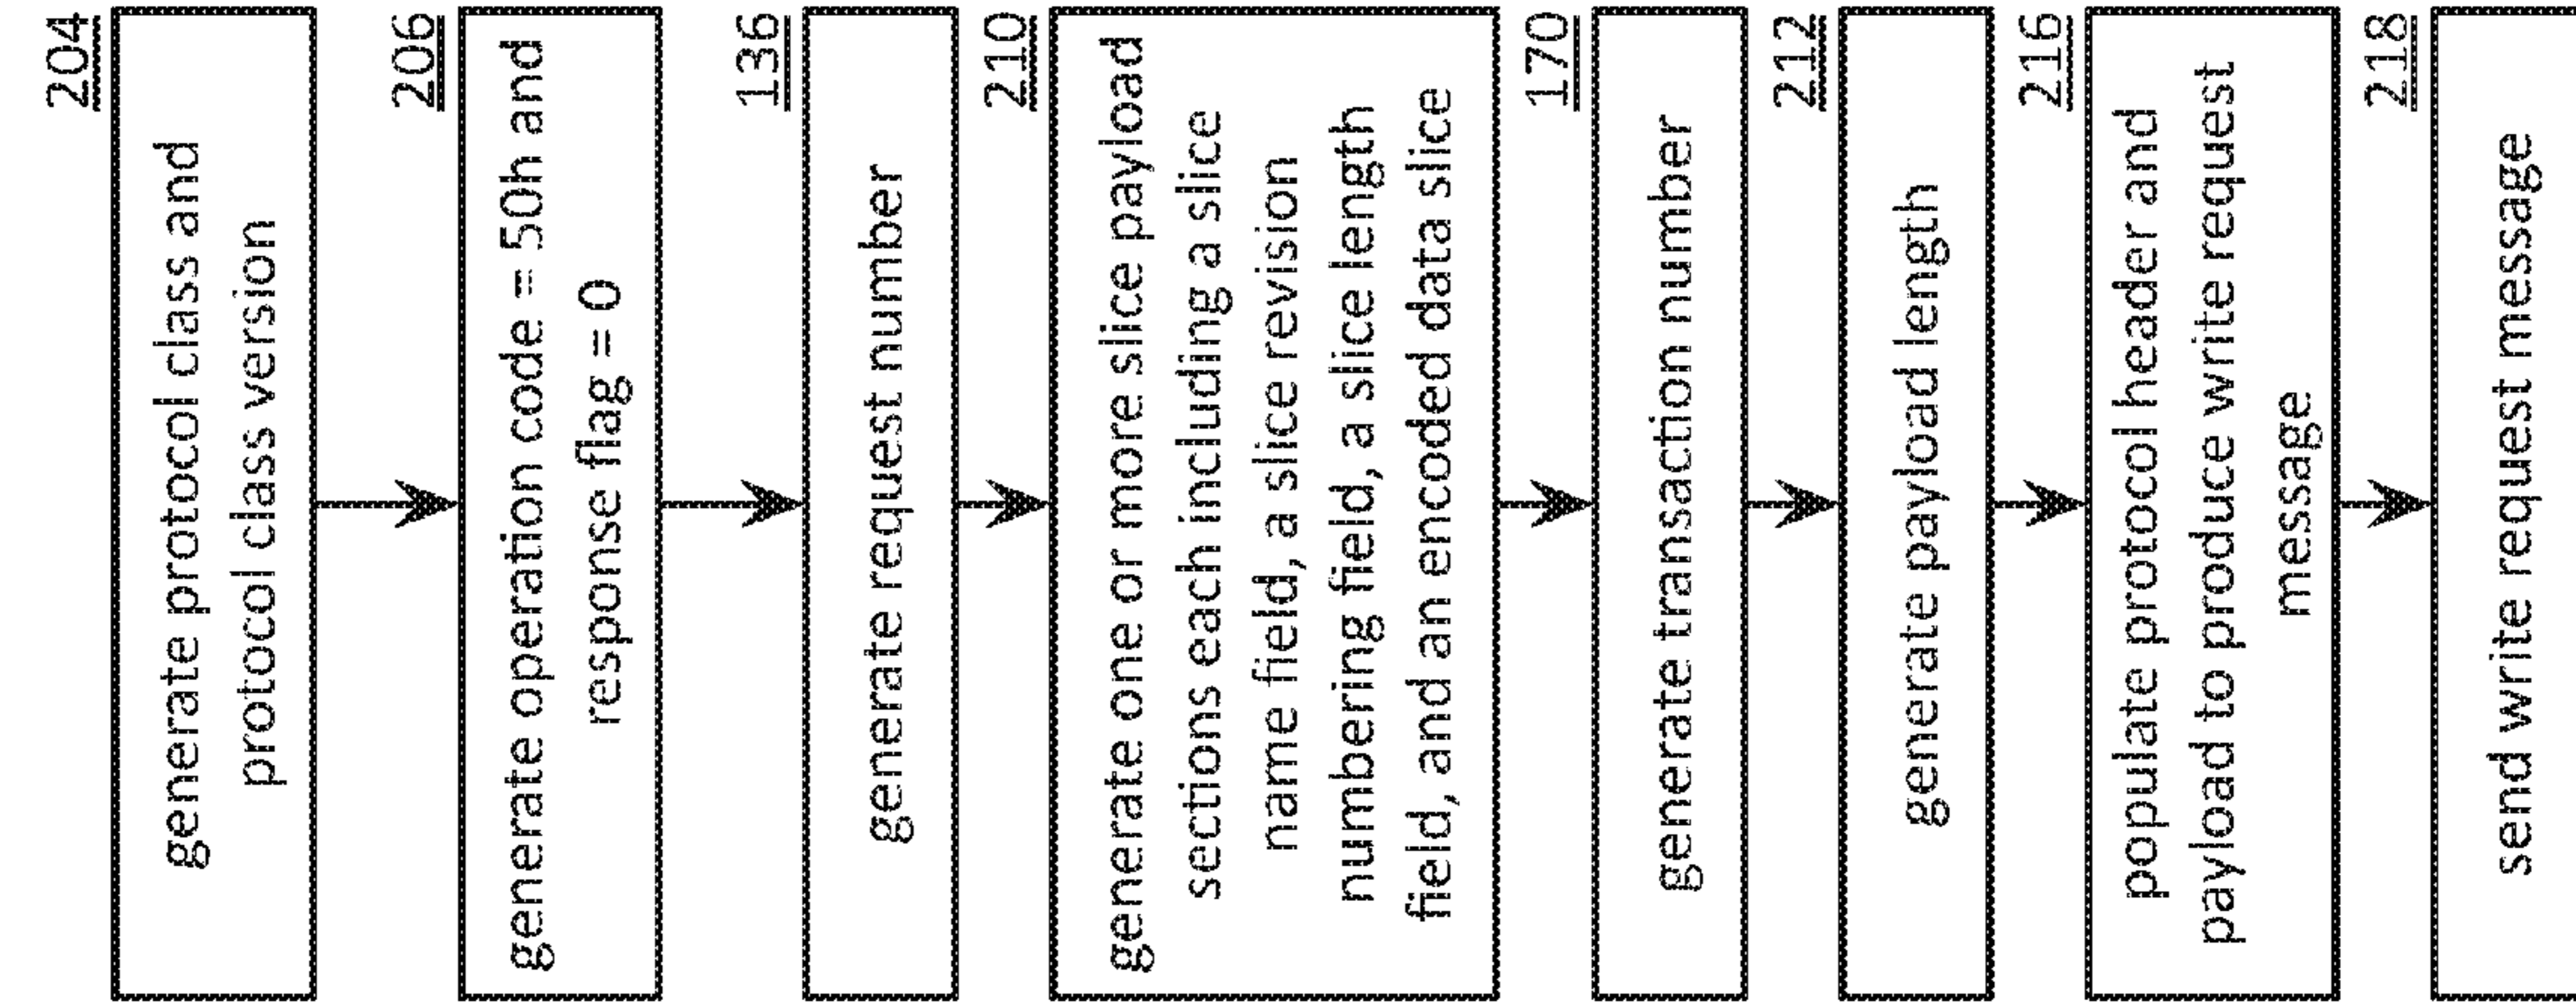 204
generate protocol class and
protocol class version
206
generate operation code = 50h and
response flag = 0
136
generate request number
210
generate one or more slice payload
sections each including a slice
name field, a slice revision
numbering field, a slice length
field, and an encoded data slice
170
generate transaction number
212
generate payload length
216
populate protocol header and
payload to produce write request
message
218
send write request message